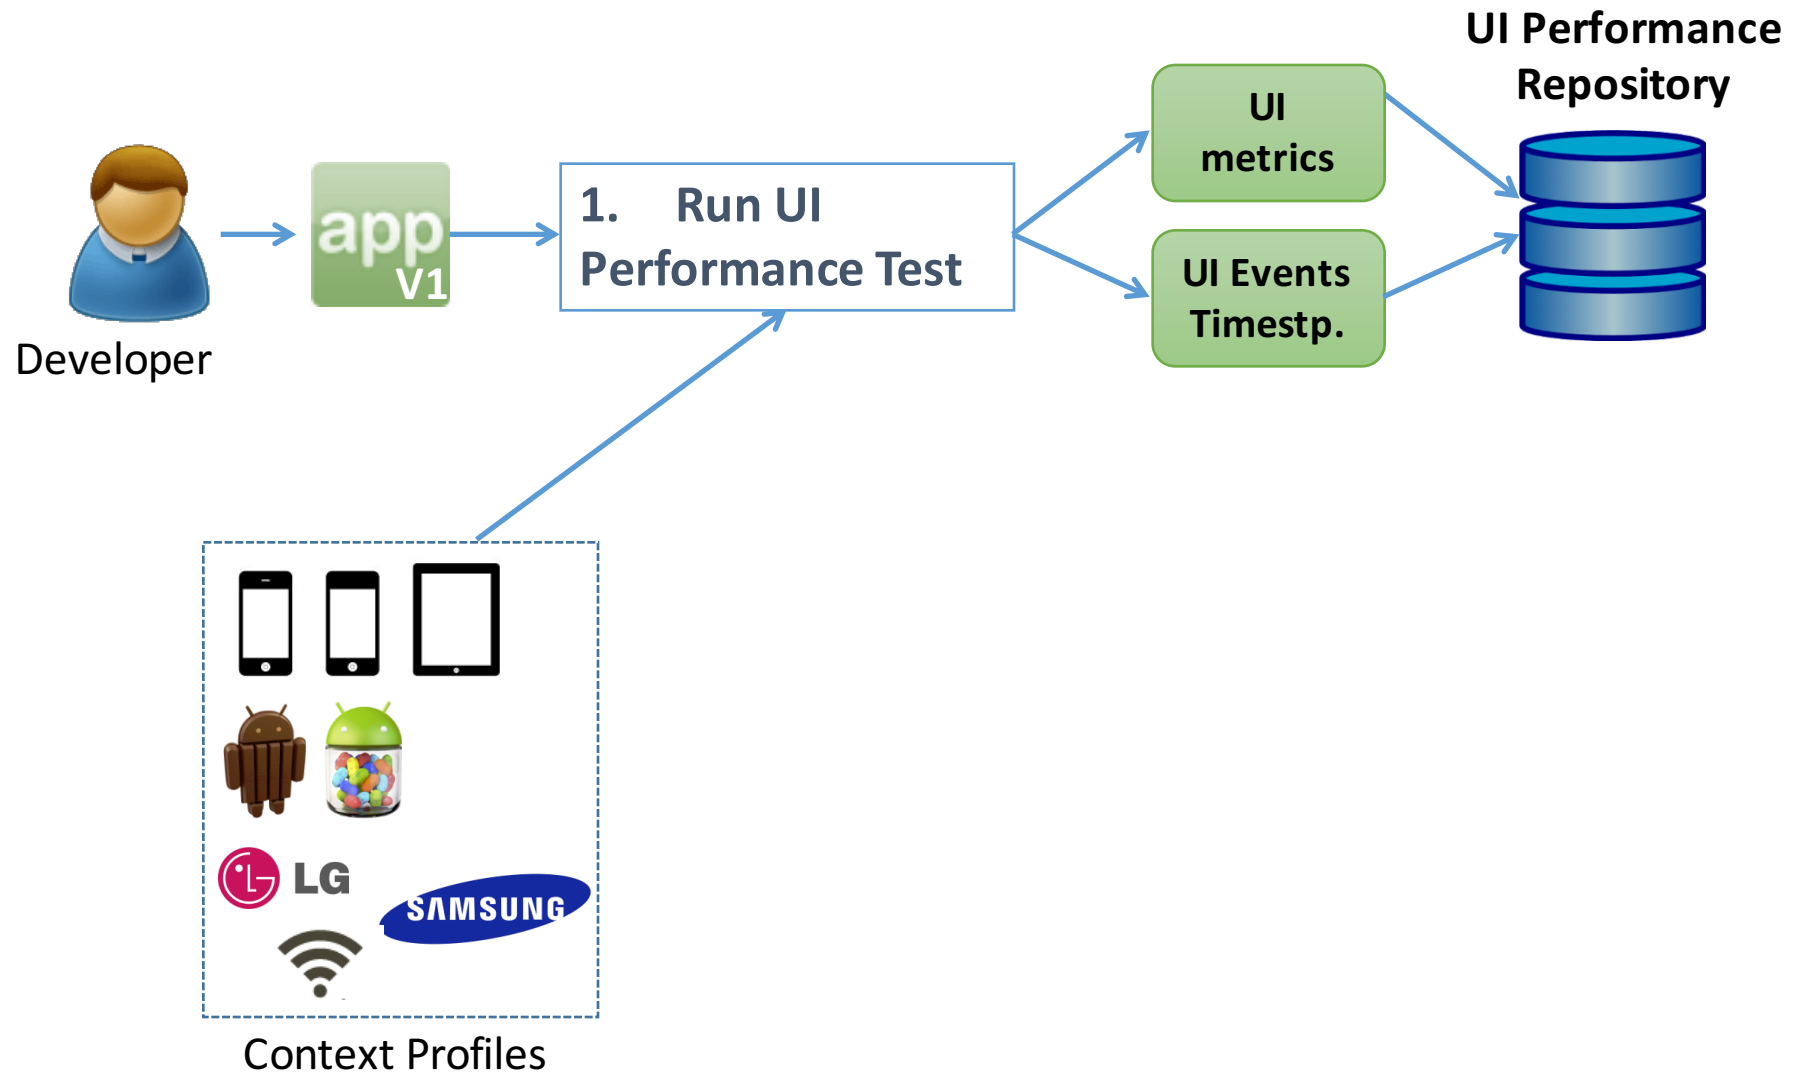 UI Performance
Repository
UI
metrics
app
V1
1. Run UI
Performance Test
UI Events
Timestp.
Developer
LG
SAMSUNG
Context Profiles